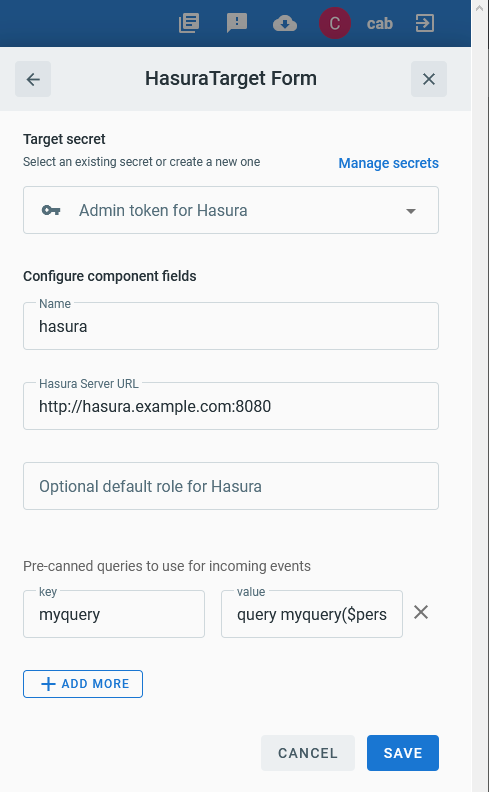 C cab
HasuraTarget Form
Target secret
Select an existing secret or create a new one Manage secrets
Admin token for Hasura
Configure component fields
Name
hasura
Hasura Server URL
http://hasura.example.com:8080
Optional default role for Hasura
Pre-canned queries to use for incoming events
key value
myquery query myquery($pers
ADD MORE
CANCEL SAVE